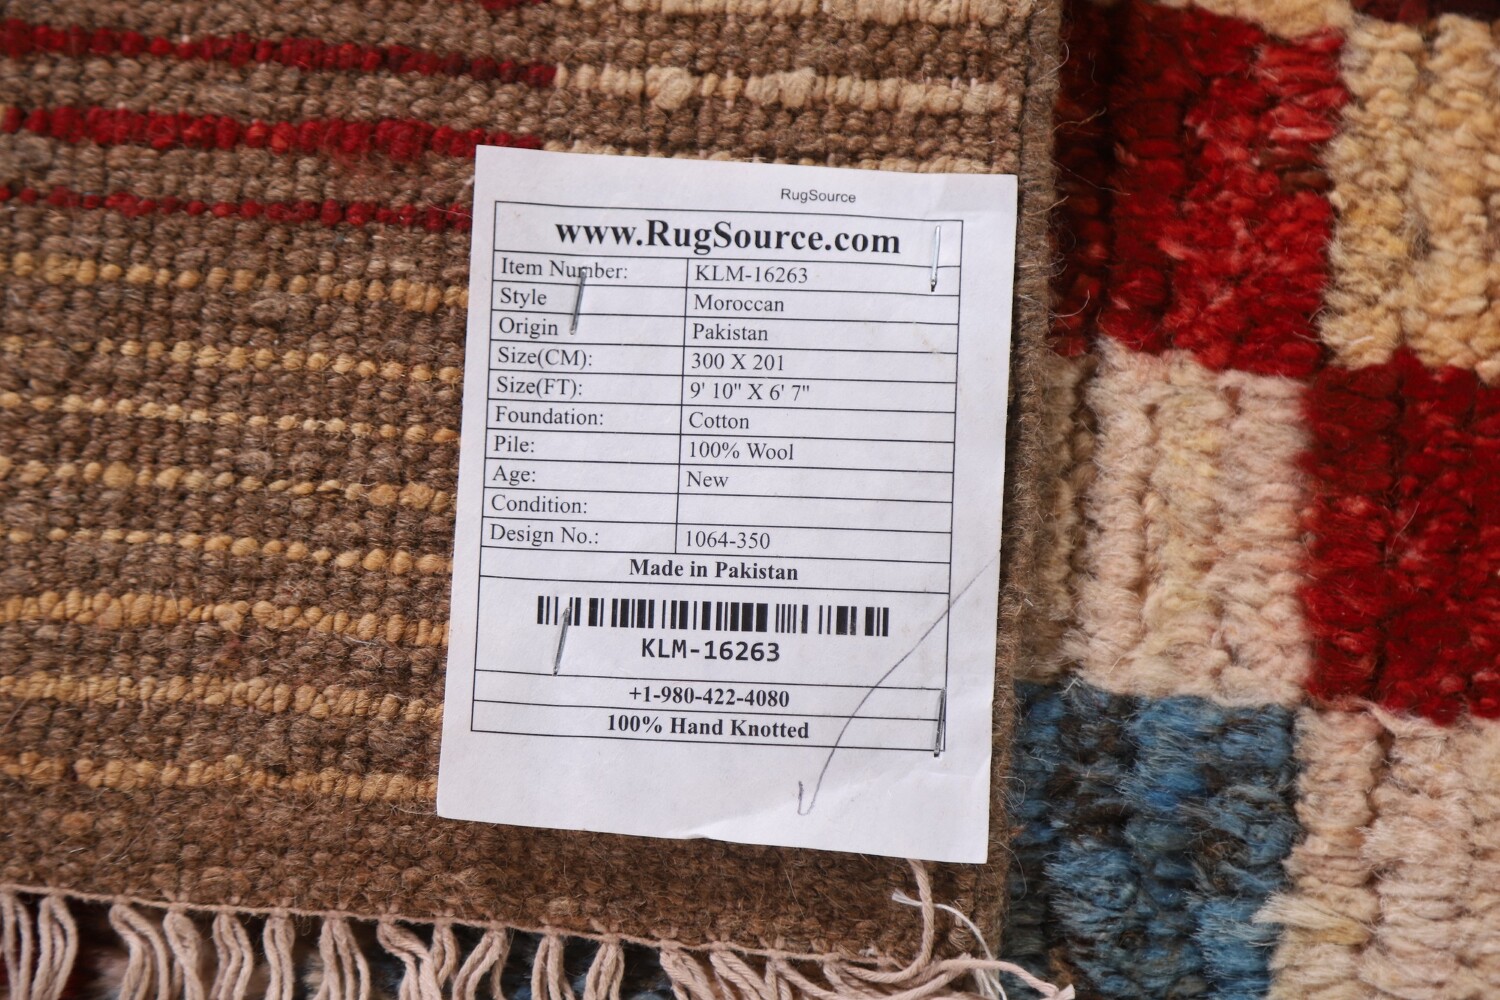 RugSource
www.RugSource.com
Item Number: KLM-16263
Style Moroccan
Origin Pakistan
Size(CM): 300 X 201
Size(FT): 9' 10" X 6' 7"
Foundation: Cotton
Pile: 100% Wool
Age: New
Condition:
Design No.: 1064-350
Made in Pakistan
KLM-16263
+1-980-422-4080
100% Hand Knotted